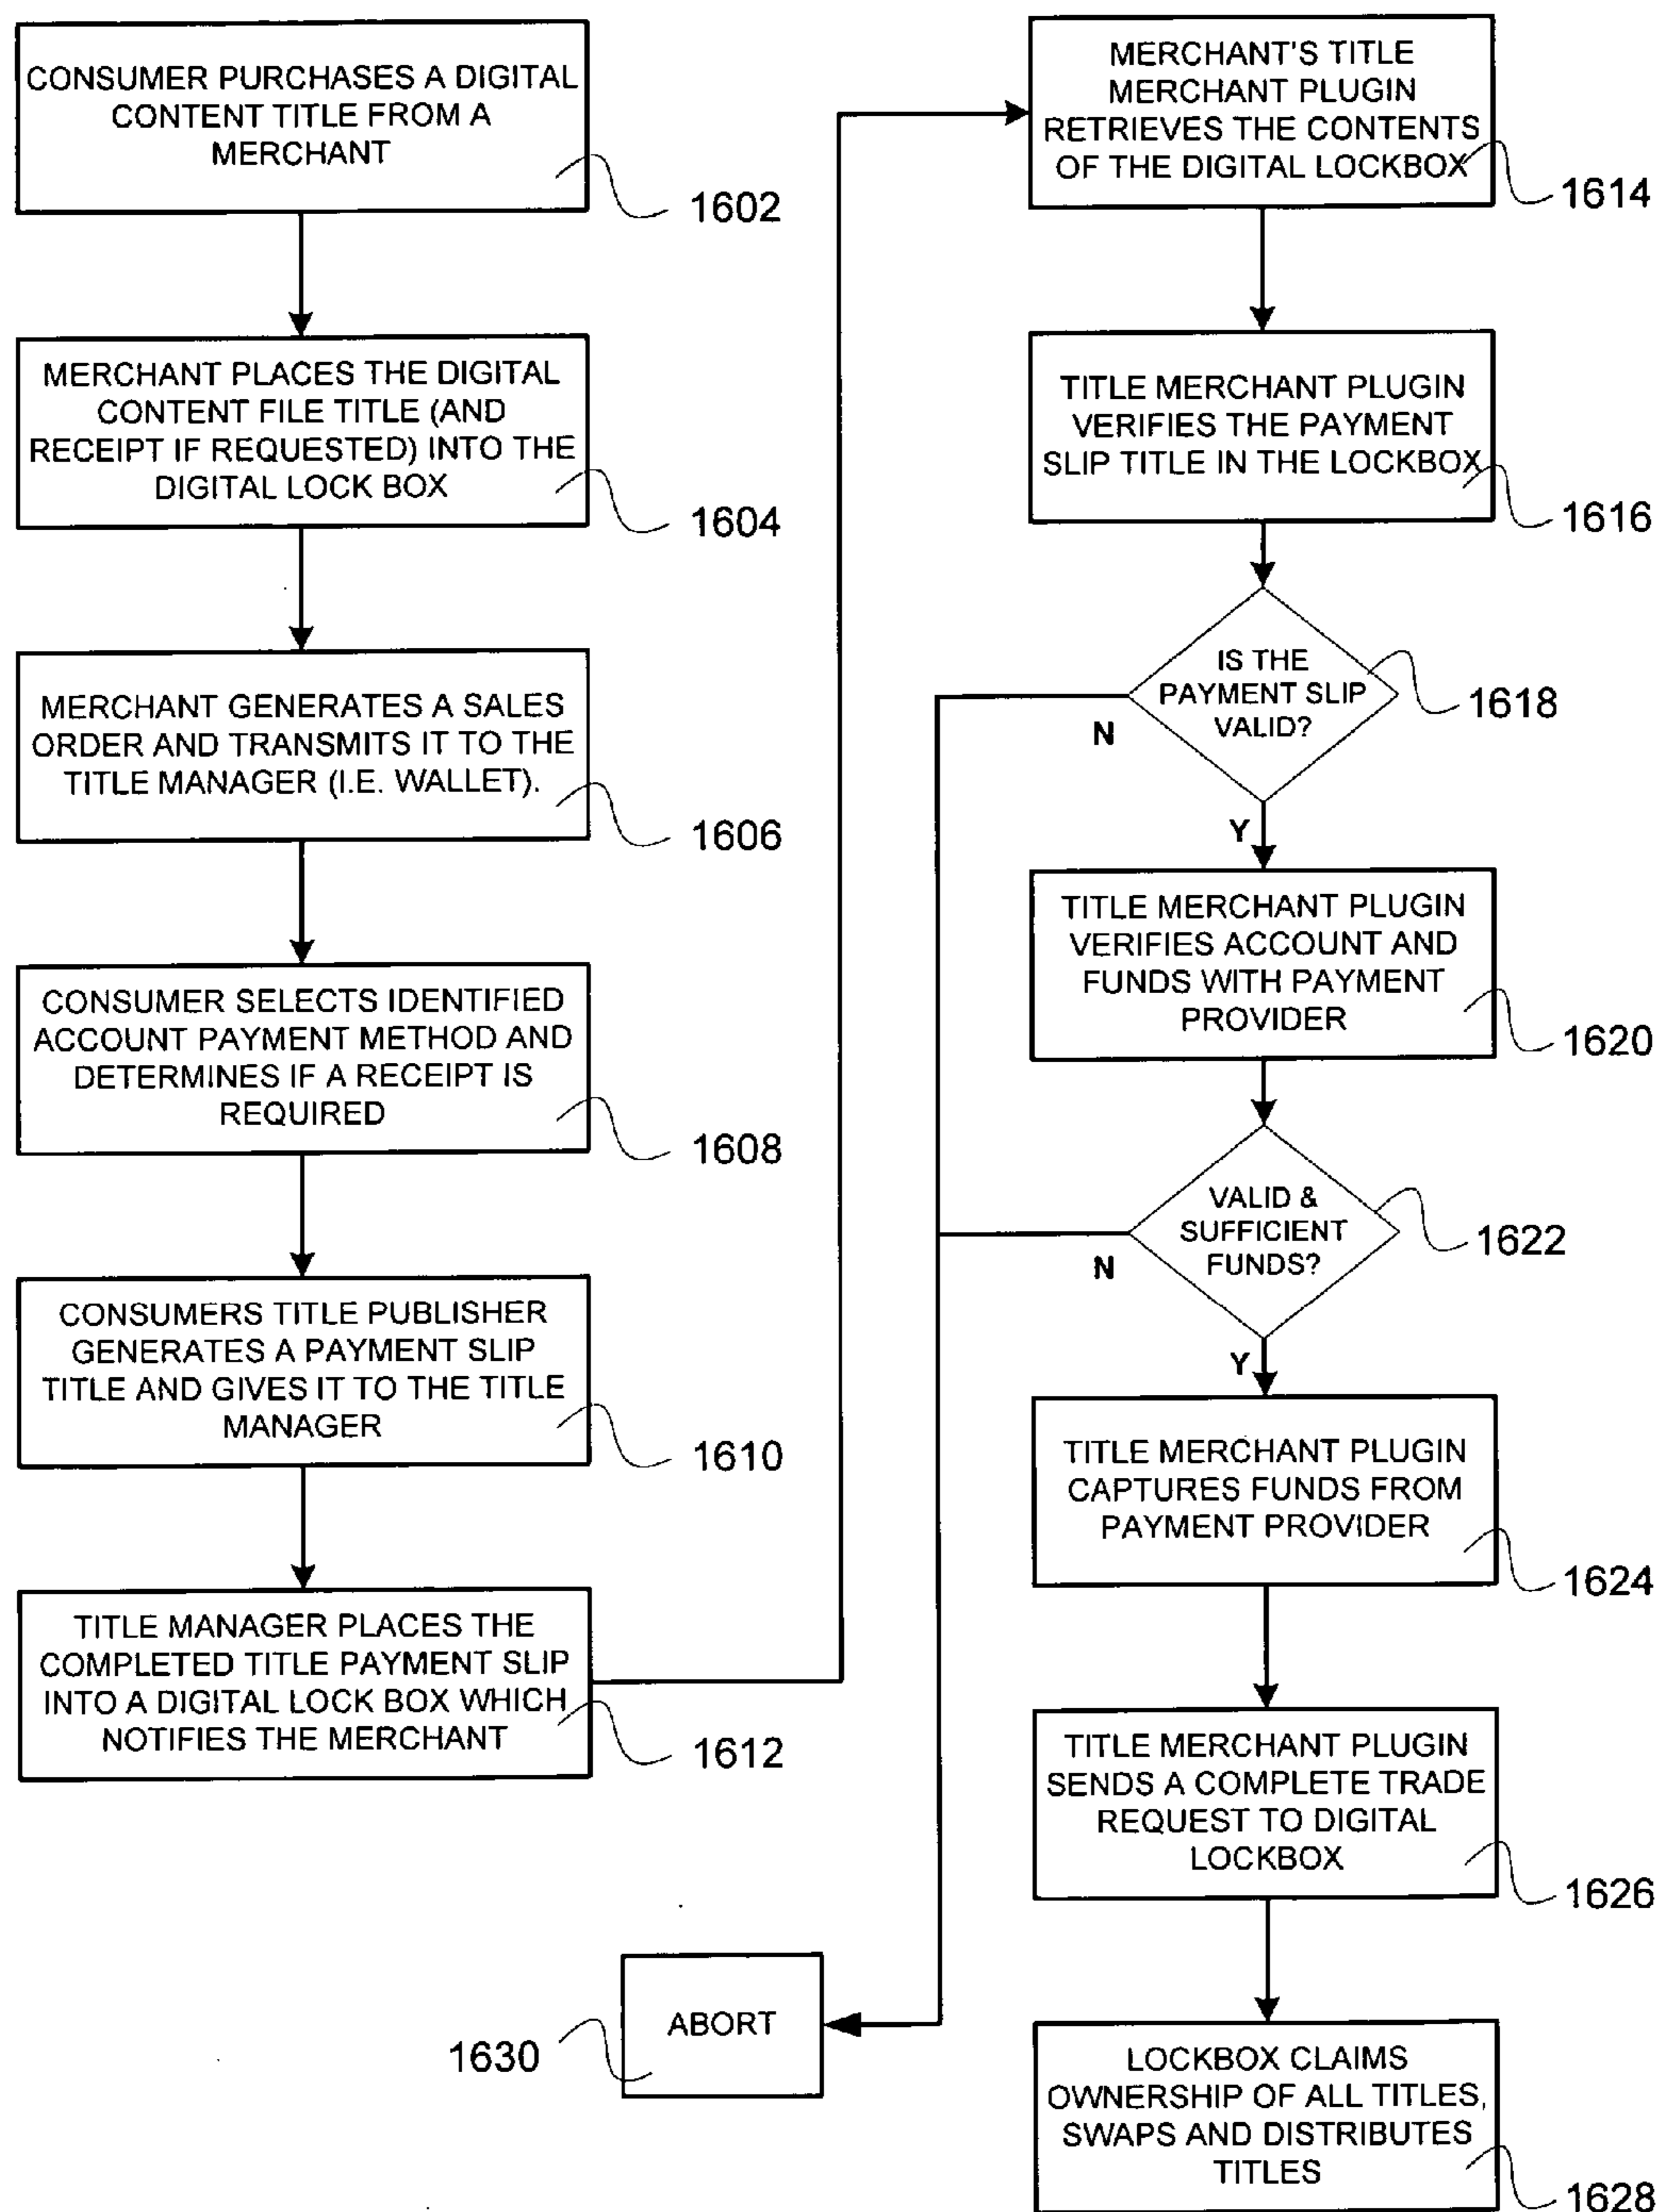 CONSUMER PURCHASES A DIGITAL
CONTENT TITLE FROM A
MERCHANT
1602
MERCHANT PLACES THE DIGITAL
CONTENT FILE TITLE (AND
RECEIPT IF REQUESTED) INTO THE
DIGITAL LOCK BOX
1604
MERCHANT GENERATES A SALES
ORDER AND TRANSMITS IT TO THE
TITLE MANAGER (I.E. WALLET).
1606
CONSUMER SELECTS IDENTIFIED
ACCOUNT PAYMENT METHOD AND
DETERMINES IF A RECEIPT IS
REQUIRED
1608
CONSUMERS TITLE PUBLISHER
GENERATES A PAYMENT SLIP
TITLE AND GIVES IT TO THE TITLE
MANAGER
1610
TITLE MANAGER PLACES THE
COMPLETED TITLE PAYMENT SLIP
INTO A DIGITAL LOCK BOX WHICH
NOTIFIES THE MERCHANT
1612
MERCHANT'S TITLE
MERCHANT PLUGIN
RETRIEVES THE CONTENTS
OF THE DIGITAL LOCKBOX
1614
TITLE MERCHANT PLUGIN
VERIFIES THE PAYMENT
SLIP TITLE IN THE LOCKBOX
1616
IS THE
PAYMENT SLIP
VALID?
1618
N
Y
TITLE MERCHANT PLUGIN
VERIFIES ACCOUNT AND
FUNDS WITH PAYMENT
PROVIDER
1620
VALID &
SUFFICIENT
FUNDS?
1622
N
Y
TITLE MERCHANT PLUGIN
CAPTURES FUNDS FROM
PAYMENT PROVIDER
1624
TITLE MERCHANT PLUGIN
SENDS A COMPLETE TRADE
REQUEST TO DIGITAL
LOCKBOX
1626
ABORT
1630
LOCKBOX CLAIMS
OWNERSHIP OF ALL TITLES,
SWAPS AND DISTRIBUTES
TITLES
1628